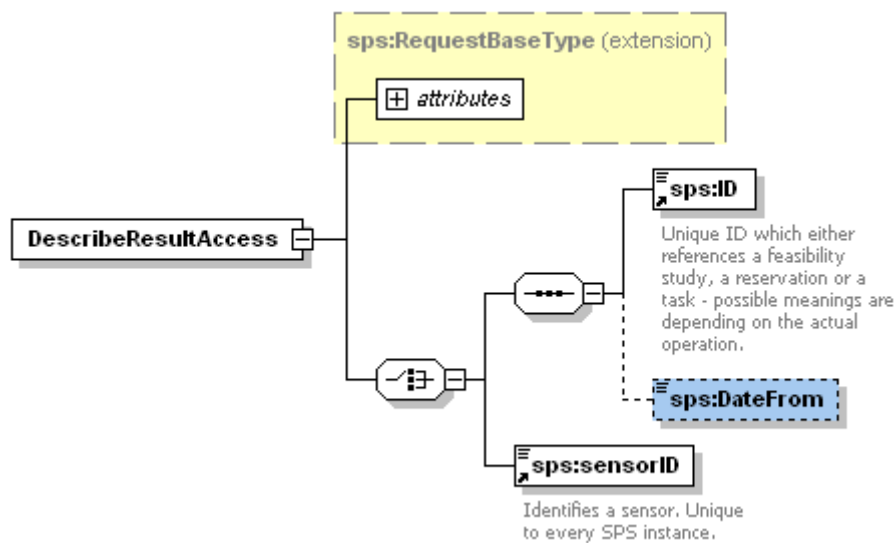 sps:RequestBaseType (extension)
attributes
DescribeResultAccess
sps:ID
Unique ID which either
references a feasibility
study, a reservation or a
task - possible meanings are
depending on the actual
operation.
sps:DateFrom
sps:sensorID
Identifies a sensor. Unique
to every SPS instance.